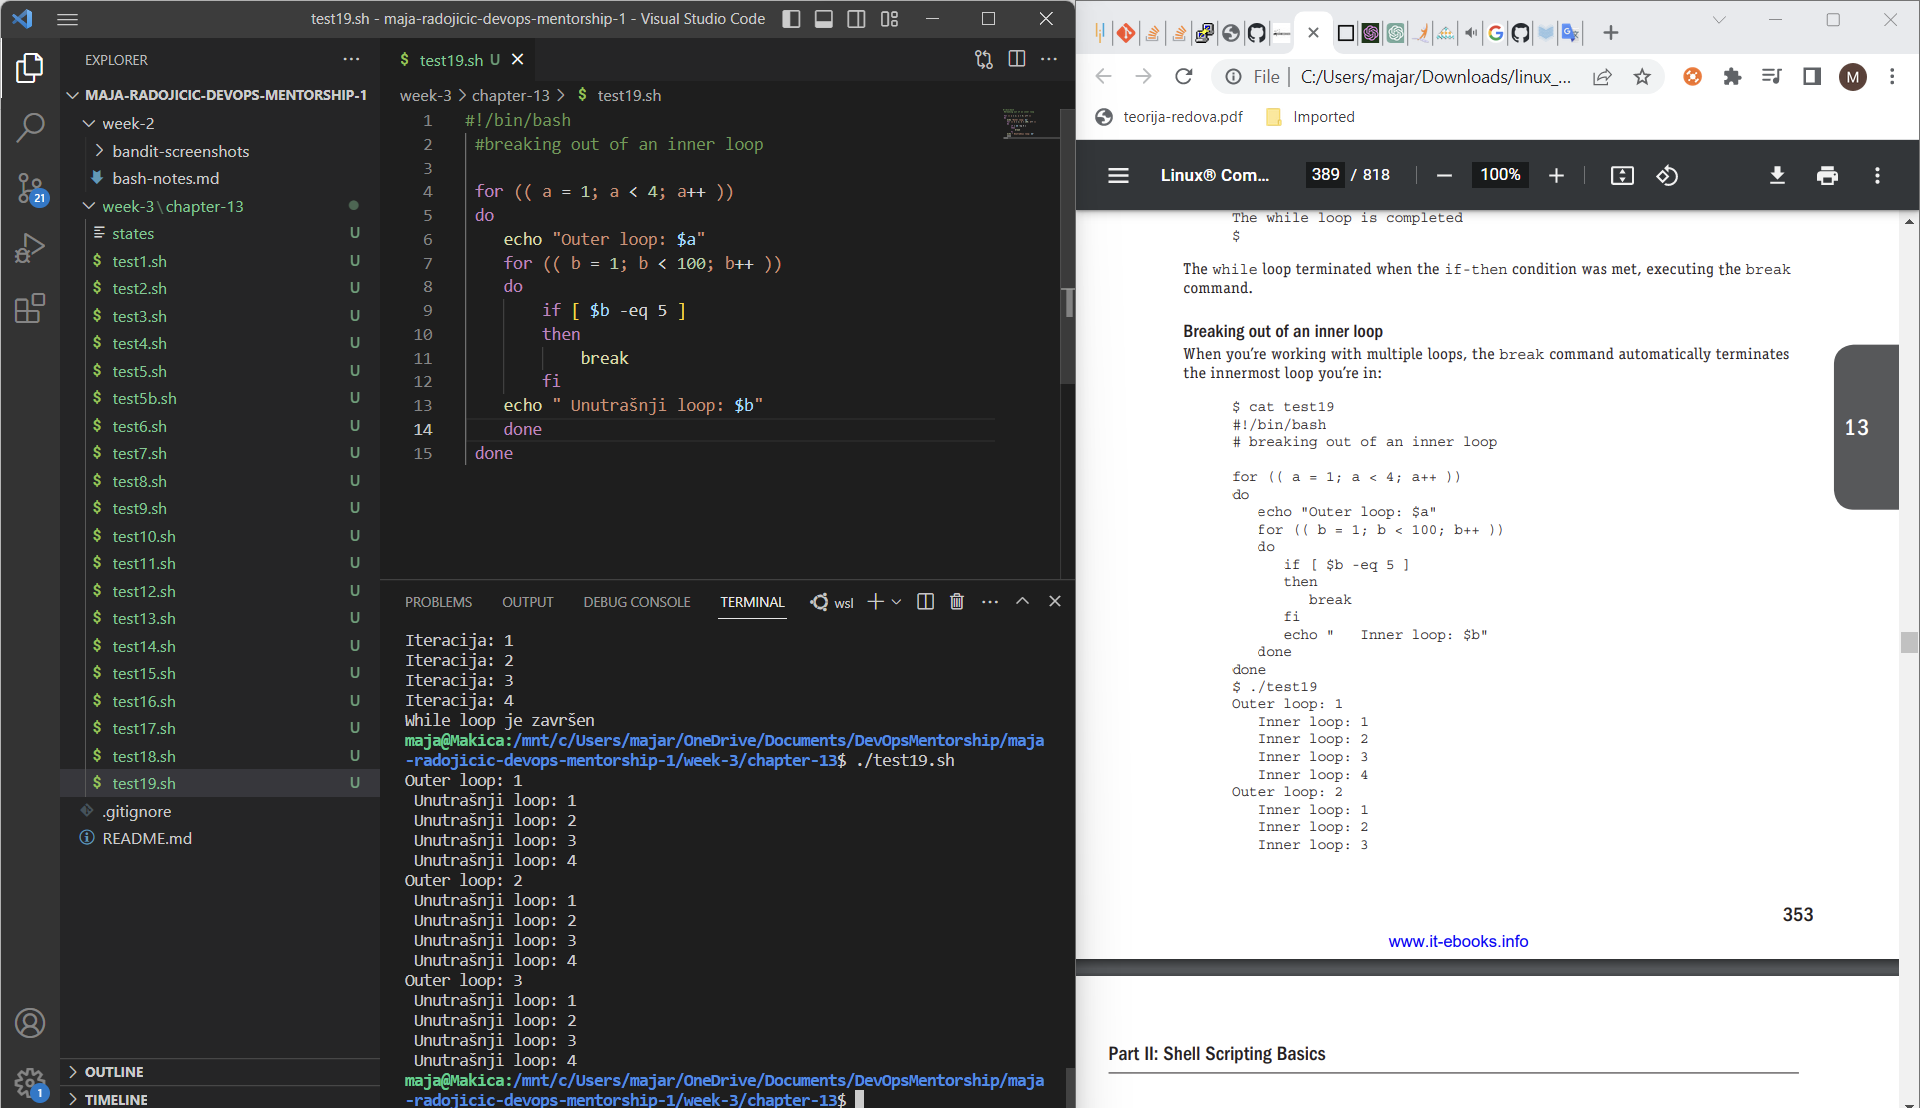 test19.sh - maja-radojicic-devops-mentorship-1 - Visual Studio Code
EXPLORER
MAJA-RADOJICIC-DEVOPS-MENTORSHIP-1
week-2
bandit-screenshots
bash-notes.md
week-3\chapter-13
states U
$ test1.sh U
$ test2.sh U
$ test3.sh U
$ test4.sh U
$ test5.sh U
$ test5b.sh U
$ test6.sh U
$ test7.sh U
$ test8.sh U
$ test9.sh U
$ test10.sh U
$ test11.sh U
$ test12.sh U
$ test13.sh U
$ test14.sh U
$ test15.sh U
$ test16.sh U
$ test17.sh U
$ test18.sh U
$ test19.sh U
.gitignore
README.md
OUTLINE
TIMELINE
21
1
$ test19.sh U
week-3 > chapter-13 > $ test19.sh
1 #!/bin/bash
2 #breaking out of an inner loop
3
4 for (( a = 1; a < 4; a++ ))
5 do
6 echo "Outer loop: $a"
7 for (( b = 1; b < 100; b++ ))
8 do
9 if [ $b -eq 5 ]
10 then
11 break
12 fi
13 echo " Unutrašnji loop: $b"
14 done
15 done
PROBLEMS OUTPUT DEBUG CONSOLE TERMINAL wsl
Iteracija: 1
Iteracija: 2
Iteracija: 3
Iteracija: 4
While loop je završen
maja@Makica:/mnt/c/Users/majar/OneDrive/Documents/DevOpsMentorship/maja
-radojicic-devops-mentorship-1/week-3/chapter-13$ ./test19.sh
Outer loop: 1
Unutrašnji loop: 1
Unutrašnji loop: 2
Unutrašnji loop: 3
Unutrašnji loop: 4
Outer loop: 2
Unutrašnji loop: 1
Unutrašnji loop: 2
Unutrašnji loop: 3
Unutrašnji loop: 4
Outer loop: 3
Unutrašnji loop: 1
Unutrašnji loop: 2
Unutrašnji loop: 3
Unutrašnji loop: 4
maja@Makica:/mnt/c/Users/majar/OneDrive/Documents/DevOpsMentorship/maja
-radojicic-devops-mentorship-1/week-3/chapter-13$
File | C:/Users/majar/Downloads/linux_...
M
teorija-redova.pdf Imported
Linux® Com... 389 / 818 100%
The while loop is completed
$
The while loop terminated when the if-then condition was met, executing the break
command.
Breaking out of an inner loop
When you're working with multiple loops, the break command automatically terminates
the innermost loop you're in:
$ cat test19
#!/bin/bash
# breaking out of an inner loop
for (( a = 1; a < 4; a++ ))
do
echo "Outer loop: $a"
for (( b = 1; b < 100; b++ ))
do
if [ $b -eq 5 ]
then
break
fi
echo "   Inner loop: $b"
done
done
$ ./test19
Outer loop: 1
Inner loop: 1
Inner loop: 2
Inner loop: 3
Inner loop: 4
Outer loop: 2
Inner loop: 1
Inner loop: 2
Inner loop: 3
13
353
www.it-ebooks.info
Part II: Shell Scripting Basics